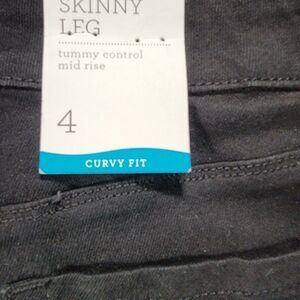 SKINNY
LEG
tummy control
mid rise
4
CURVY FIT